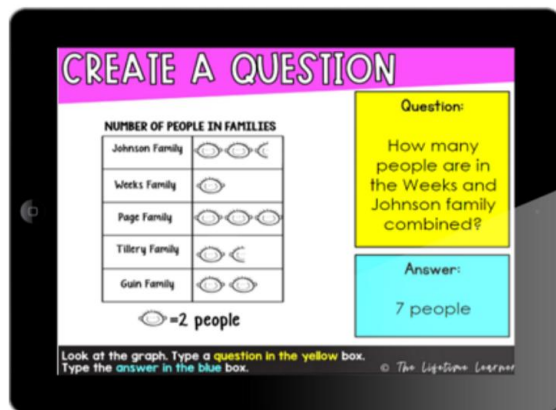 CREATE A QUESTION
NUMBER OF PEOPLE IN FAMILIES
Johnson Family
Weeks Family
Page Family
Tillery Family
Guin Family
=2 people
Question:
How many
people are in
the Weeks and
Johnson family
combined?
Answer:
7 people
Look at the graph. Type a question in the yellow box.
Type the answer in the blue box.
© The Lifetime Learner